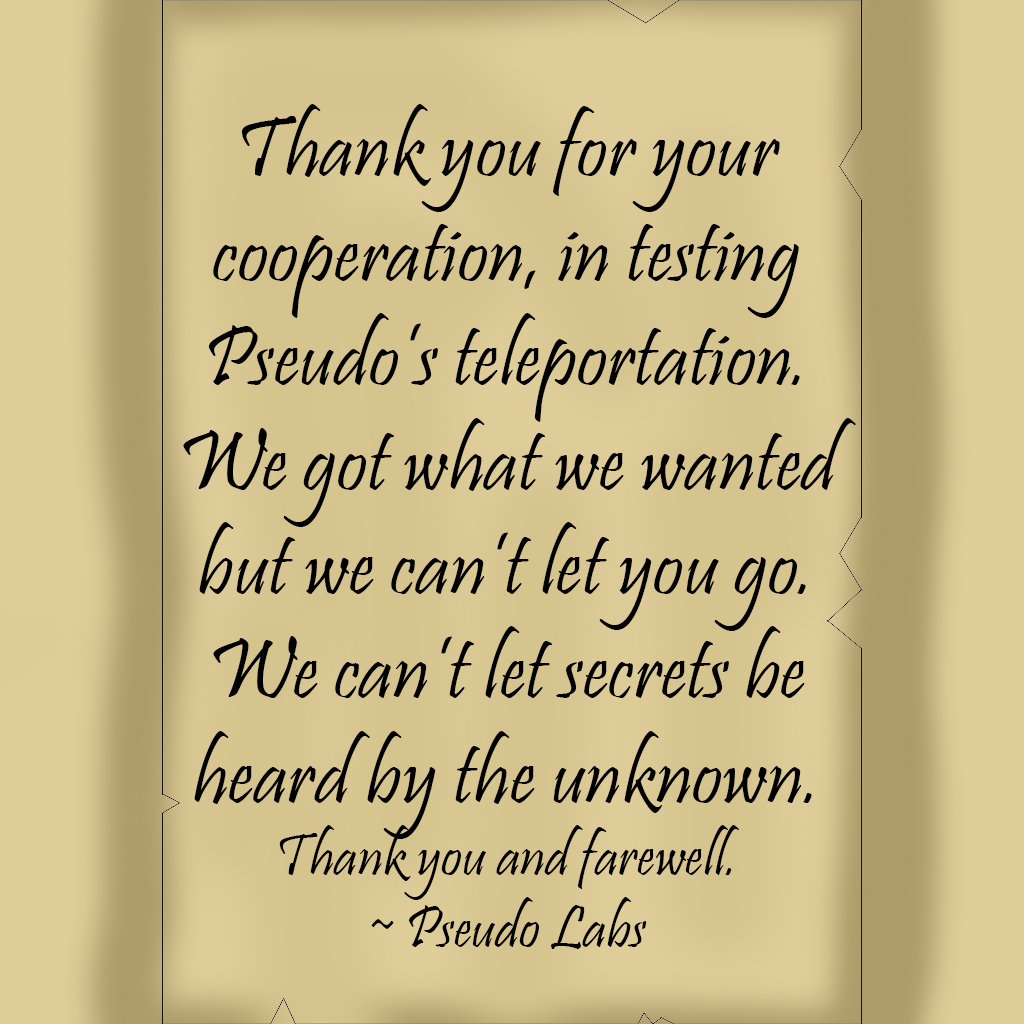 Thank you for your
cooperation, in testing
Pseudo's teleportation.
We got what we wanted
but we can't let you go.
We can't let secrets be
heard by the unknown.
Thank you and farewell.
~ Pseudo Labs